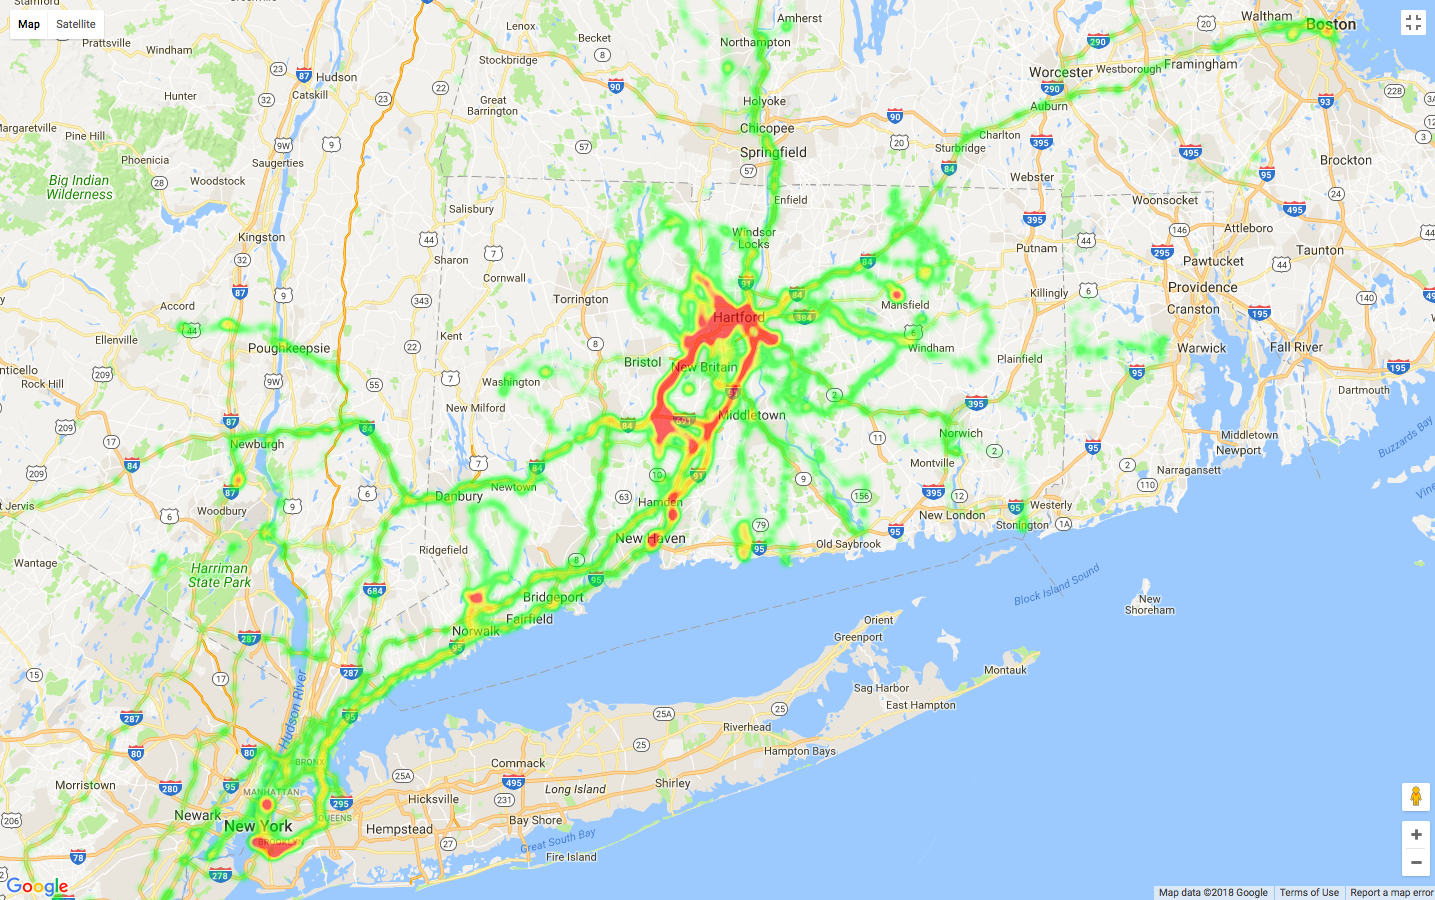 Map
Satellite
Stamford
Prattsville
Windham
Hunter
Margaretville
Pine Hill
Phoenicia
Woodstock
Big Indian
Wilderness
Hudson
Catskill
Saugerties
Kingston
Accord
Ellenville
Poughkeepsie
Rock Hill
Newburgh
Woodbury
Wantage
Harriman
State Park
Morristown
Newark
New York
MANHATTAN
BRONX
QUEENS
BROOKLYN
Hudson River
Lenox
Becket
Stockbridge
Great
Barrington
Salisbury
Sharon
Cornwall
Torrington
Kent
Washington
New Milford
Bristol
Danbury
Newtown
Ridgefield
Norwalk
Fairfield
Bridgeport
New Haven
Hamden
Amherst
Northampton
Holyoke
Chicopee
Springfield
Enfield
Windsor
Locks
Hartford
New Britain
Middletown
Mansfield
Windham
Plainfield
Killingly
Putnam
Norwich
Montville
New London
Old Saybrook
Stonington
Westerly
Waltham
Boston
Worcester
Westborough
Framingham
Auburn
Charlton
Sturbridge
Webster
Brockton
Woonsocket
Attleboro
Taunton
Pawtucket
Providence
Cranston
Warwick
Fall River
Dartmouth
Middletown
Newport
Narragansett
Buzzards Bay
Block Island Sound
New
Shoreham
Orient
Greenport
Montauk
Sag Harbor
East Hampton
Riverhead
Hampton Bays
Shirley
Commack
Long Island
Hicksville
Bay Shore
Hempstead
Great South Bay
Fire Island
Google
Map data ©2018 Google
Terms of Use
Report a map error